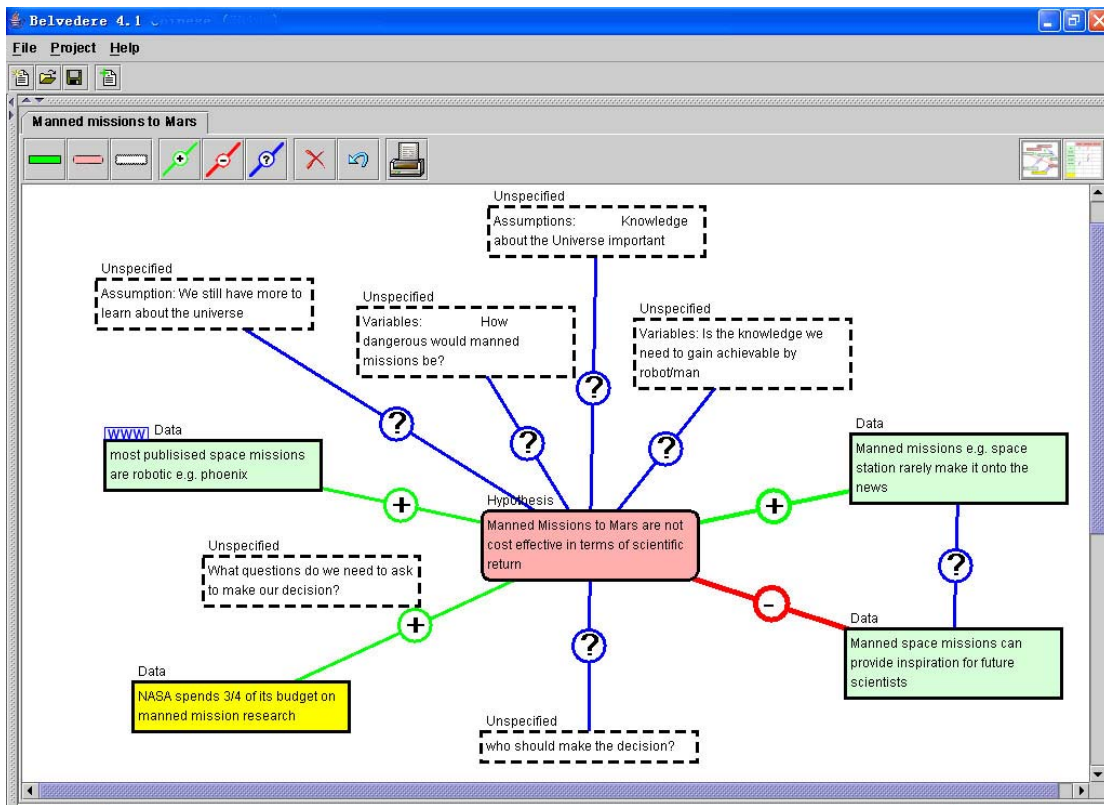 Belvedere 4.1
File Project Help
Manned missions to Mars
Unspecified
Assumptions: Knowledge
about the Universe important
Unspecified
Assumption: We still have more to
learn about the universe
Unspecified
Variables: How
dangerous would manned
missions be?
Unspecified
Variables: Is the knowledge we
need to gain achievable by
robot/man
?
?
?
?
WWW Data
most publisised space missions
are robotic e.g. phoenix
+
Data
Manned missions e.g. space
station rarely make it onto the
news
+
Hypothesis
Manned Missions to Mars are not
cost effective in terms of scientific
return
Unspecified
What questions do we need to ask
to make our decision?
+
?
?
-
Data
NASA spends 3/4 of its budget on
manned mission research
Data
Manned space missions can
provide inspiration for future
scientists
Unspecified
who should make the decision?